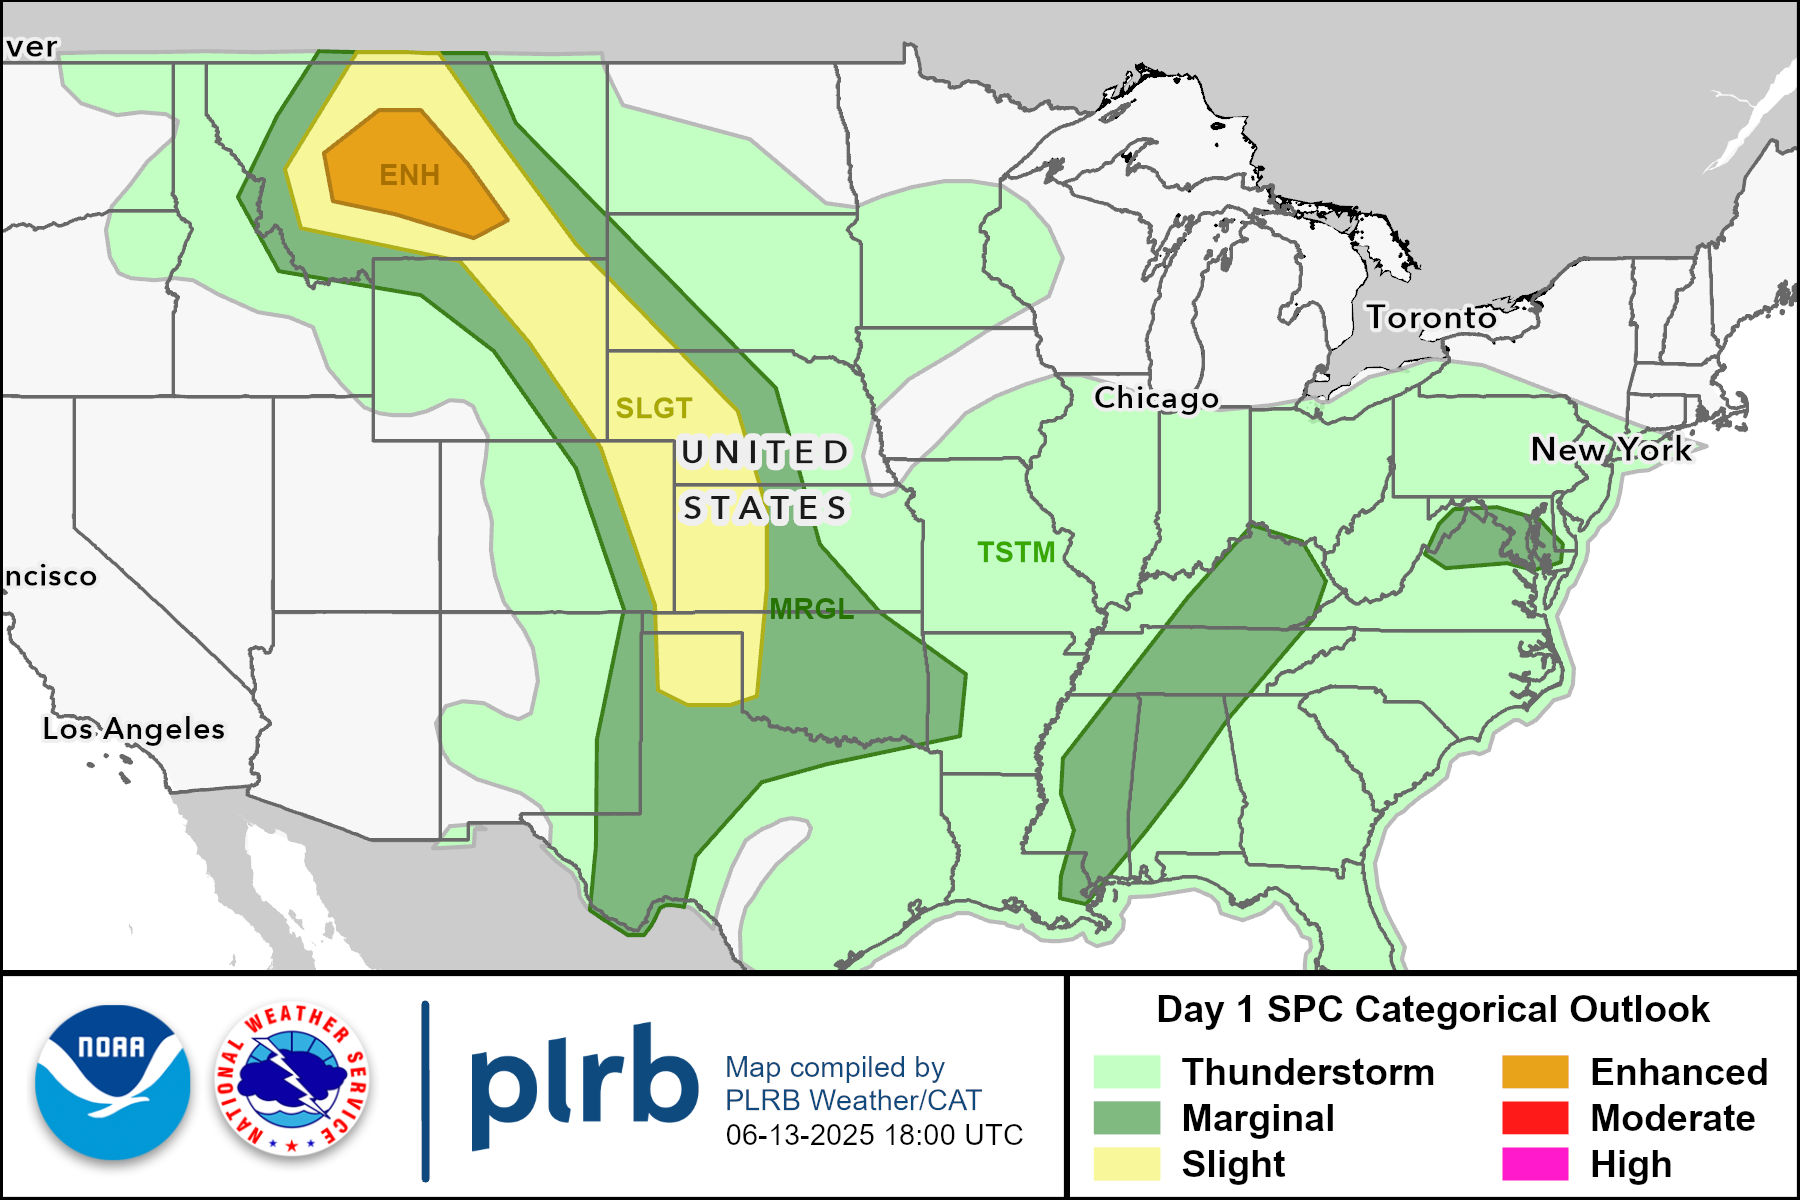 ver
ENH
Toronto
Chicago
SLGT
New York
UNITED
STATES
TSTM
ncisco
MRGL
Los Angeles
NOAA
NATIONAL WEATHER SERVICE
plrb
Map compiled by
PLRB Weather/CAT
06-13-2025 18:00 UTC
Day 1 SPC Categorical Outlook
Thunderstorm
Marginal
Slight
Enhanced
Moderate
High